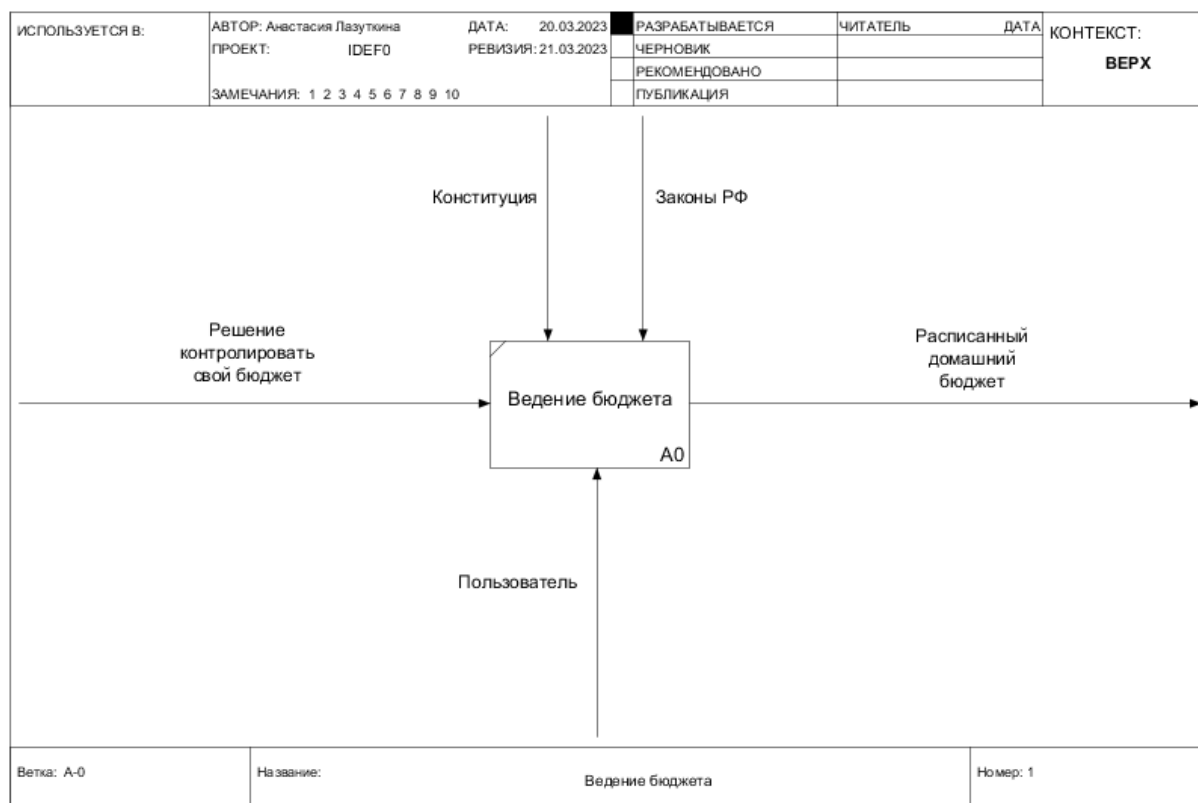 ИСПОЛЬЗУЕТСЯ В:
АВТОР: Анастасия Лазуткина
ДАТА: 20.03.2023
ПРОЕКТ: IDEF0
РЕВИЗИЯ: 21.03.2023
ЗАМЕЧАНИЯ: 1 2 3 4 5 6 7 8 9 10
РАЗРАБАТЫВАЕТСЯ
ЧЕРНОВИК
РЕКОМЕНДОВАНО
ПУБЛИКАЦИЯ
ЧИТАТЕЛЬ
ДАТА
КОНТЕКСТ:
ВЕРХ
Конституция
Законы РФ
Решение
контролировать
свой бюджет
Ведение бюджета
A0
Расписанный
домашний
бюджет
Пользователь
Ветка: A-0
Название:
Ведение бюджета
Номер: 1